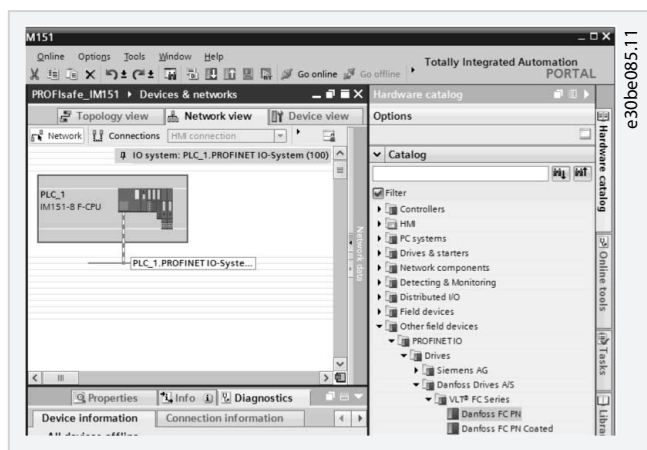 M151
Online Options Tools Window Help
Go online Go offline
Totally Integrated Automation
PORTAL
PROFIsafe_IM151 Devices & networks
Topology view Network view Device view
Network Connections HMI connection
IO system: PLC_1.PROFINET IO-System (100)
PLC_1
IM151-8 F-CPU
PLC_1.PROFINET IO-Syste...
Network data
Properties Info Diagnostics
Device information Connection information
Hardware catalog
Options
Catalog
Filter
Controllers
HMI
PC systems
Drives & starters
Network components
Detecting & Monitoring
Distributed I/O
Field devices
Other field devices
PROFINET IO
Drives
Siemens AG
Danfoss Drives A/S
VLT® FC Series
Danfoss FC PN
Danfoss FC PN Coated
Hardware catalog
Online tools
Tasks
e30be085.11